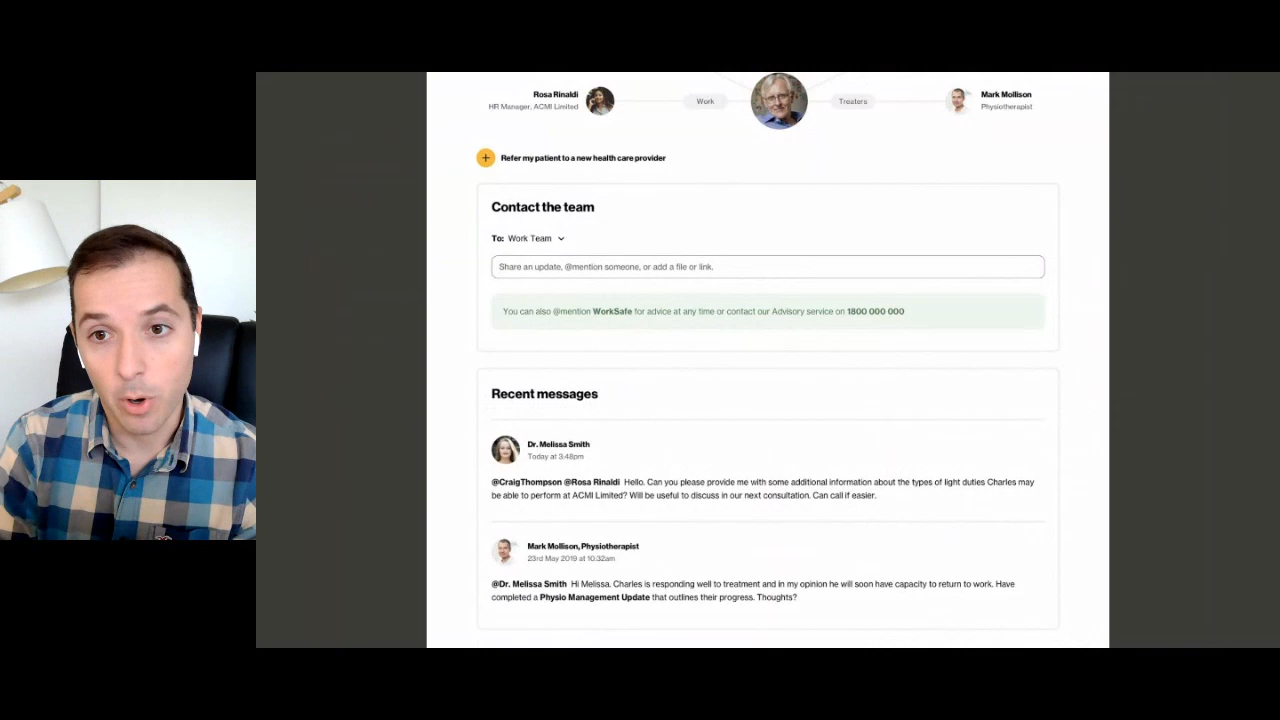 Rosa Rinaldi
HR Manager, ACMI Limited
Work
Treaters
Mark Mollison
Physiotherapist
Refer my patient to a new health care provider
Contact the team
To: Work Team
Share an update, @mention someone, or add a file or link.
You can also @mention WorkSafe for advice at any time or contact our Advisory service on 1800 000 000
Recent messages
Dr. Melissa Smith
Today at 3:48pm
@CraigThompson @Rosa Rinaldi Hello. Can you please provide me with some additional information about the types of light duties Charles may
be able to perform at ACMI Limited? Will be useful to discuss in our next consultation. Can call if easier.
Mark Mollison, Physiotherapist
23rd May 2019 at 10:32am
@Dr. Melissa Smith Hi Melissa. Charles is responding well to treatment and in my opinion he will soon have capacity to return to work. Have
completed a Physio Management Update that outlines their progress. Thoughts?